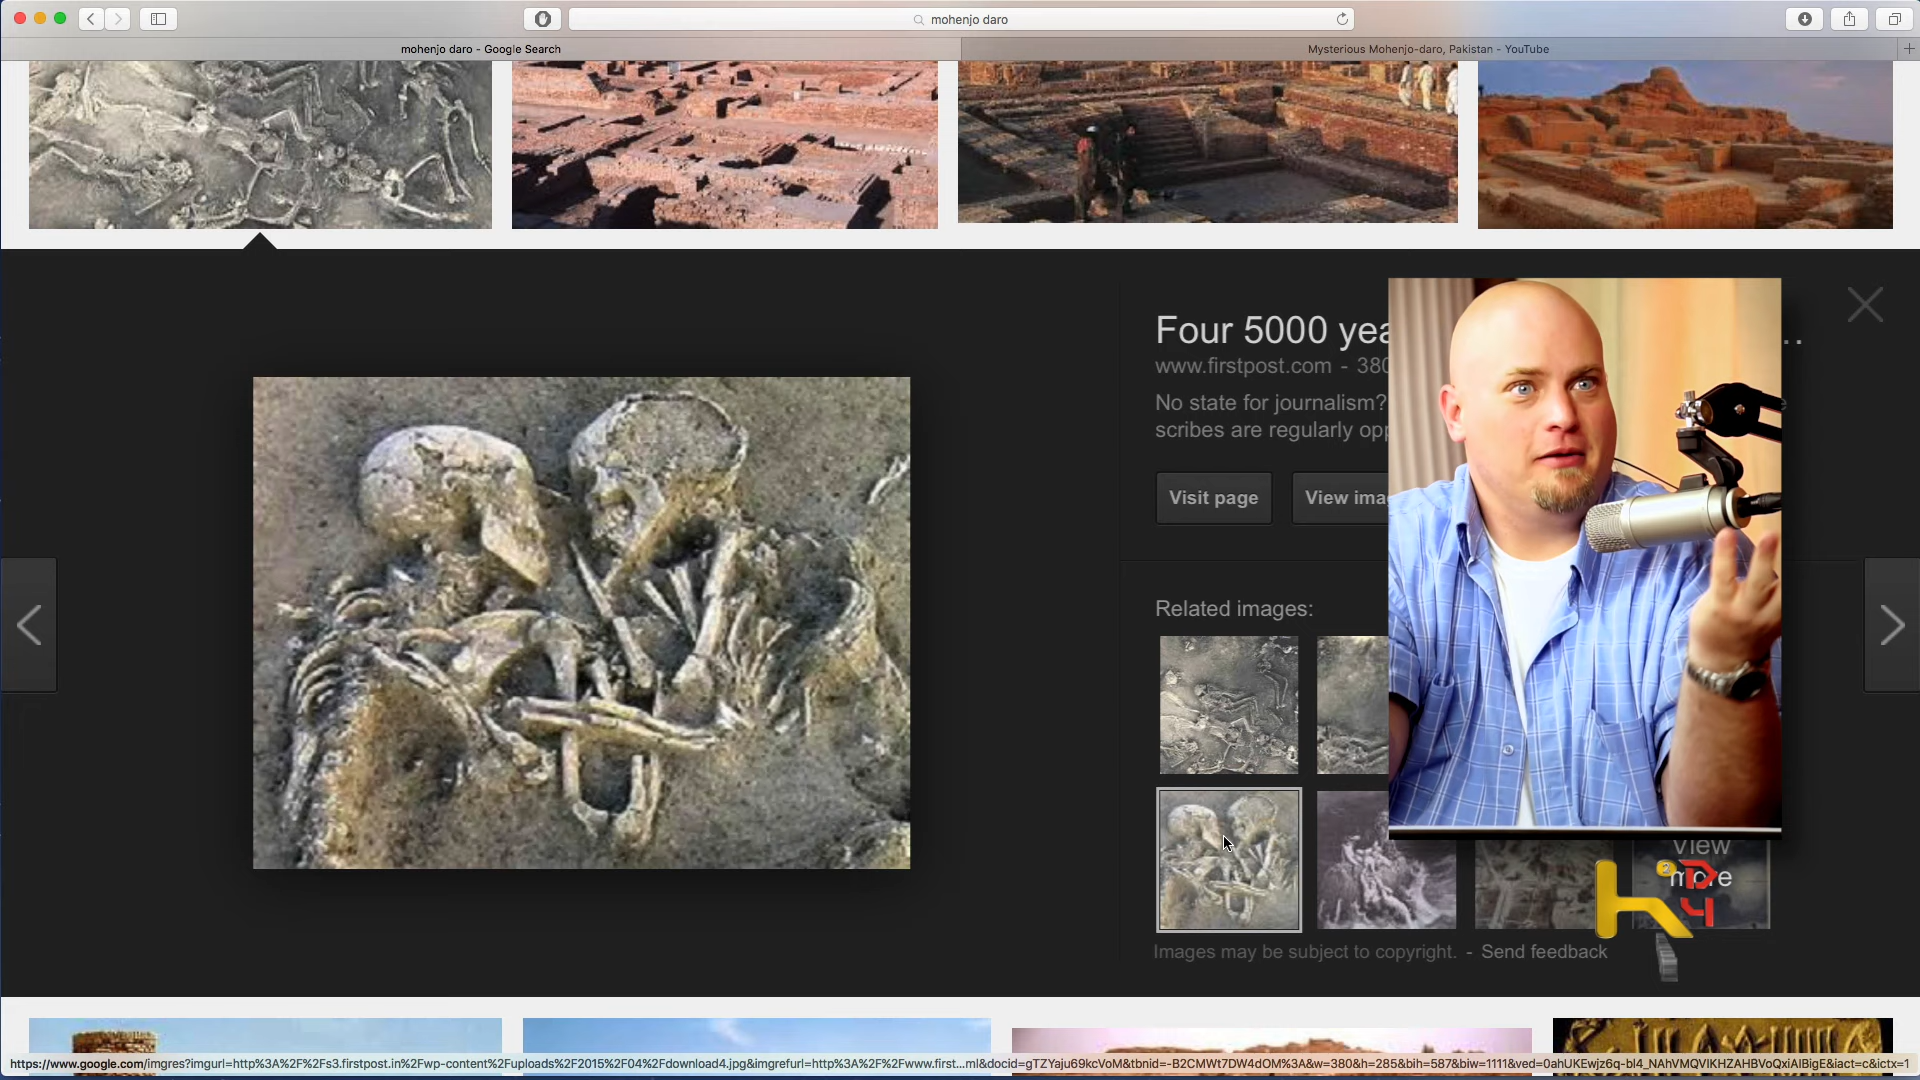 mohenjo daro
mohenjo daro - Google Search
Mysterious Mohenjo-daro, Pakistan - YouTube
Four 5000 yea
...
www.firstpost.com - 380
No state for journalism?
scribes are regularly opp
Visit page
View ima
Related images:
View
more
Images may be subject to copyright. - Send feedback
https://www.google.com/imgres?imgurl=http%3A%2F%2Fs3.firstpost.in%2Fwp-content%2Fuploads%2F2015%2F04%2Fdownload4.jpg&imgrefurl=http%3A%2F%2Fwww.first...ml&docid=gTZYaju69kcVoM&tbnid=-B2CMWt7DW4dOM%3A&w=380&h=285&bih=587&biw=1111&ved=0ahUKEwjz6q-bl4_NAhVMQVIKHZAHBVoQxiAIBigE&iact=c&ictx=1